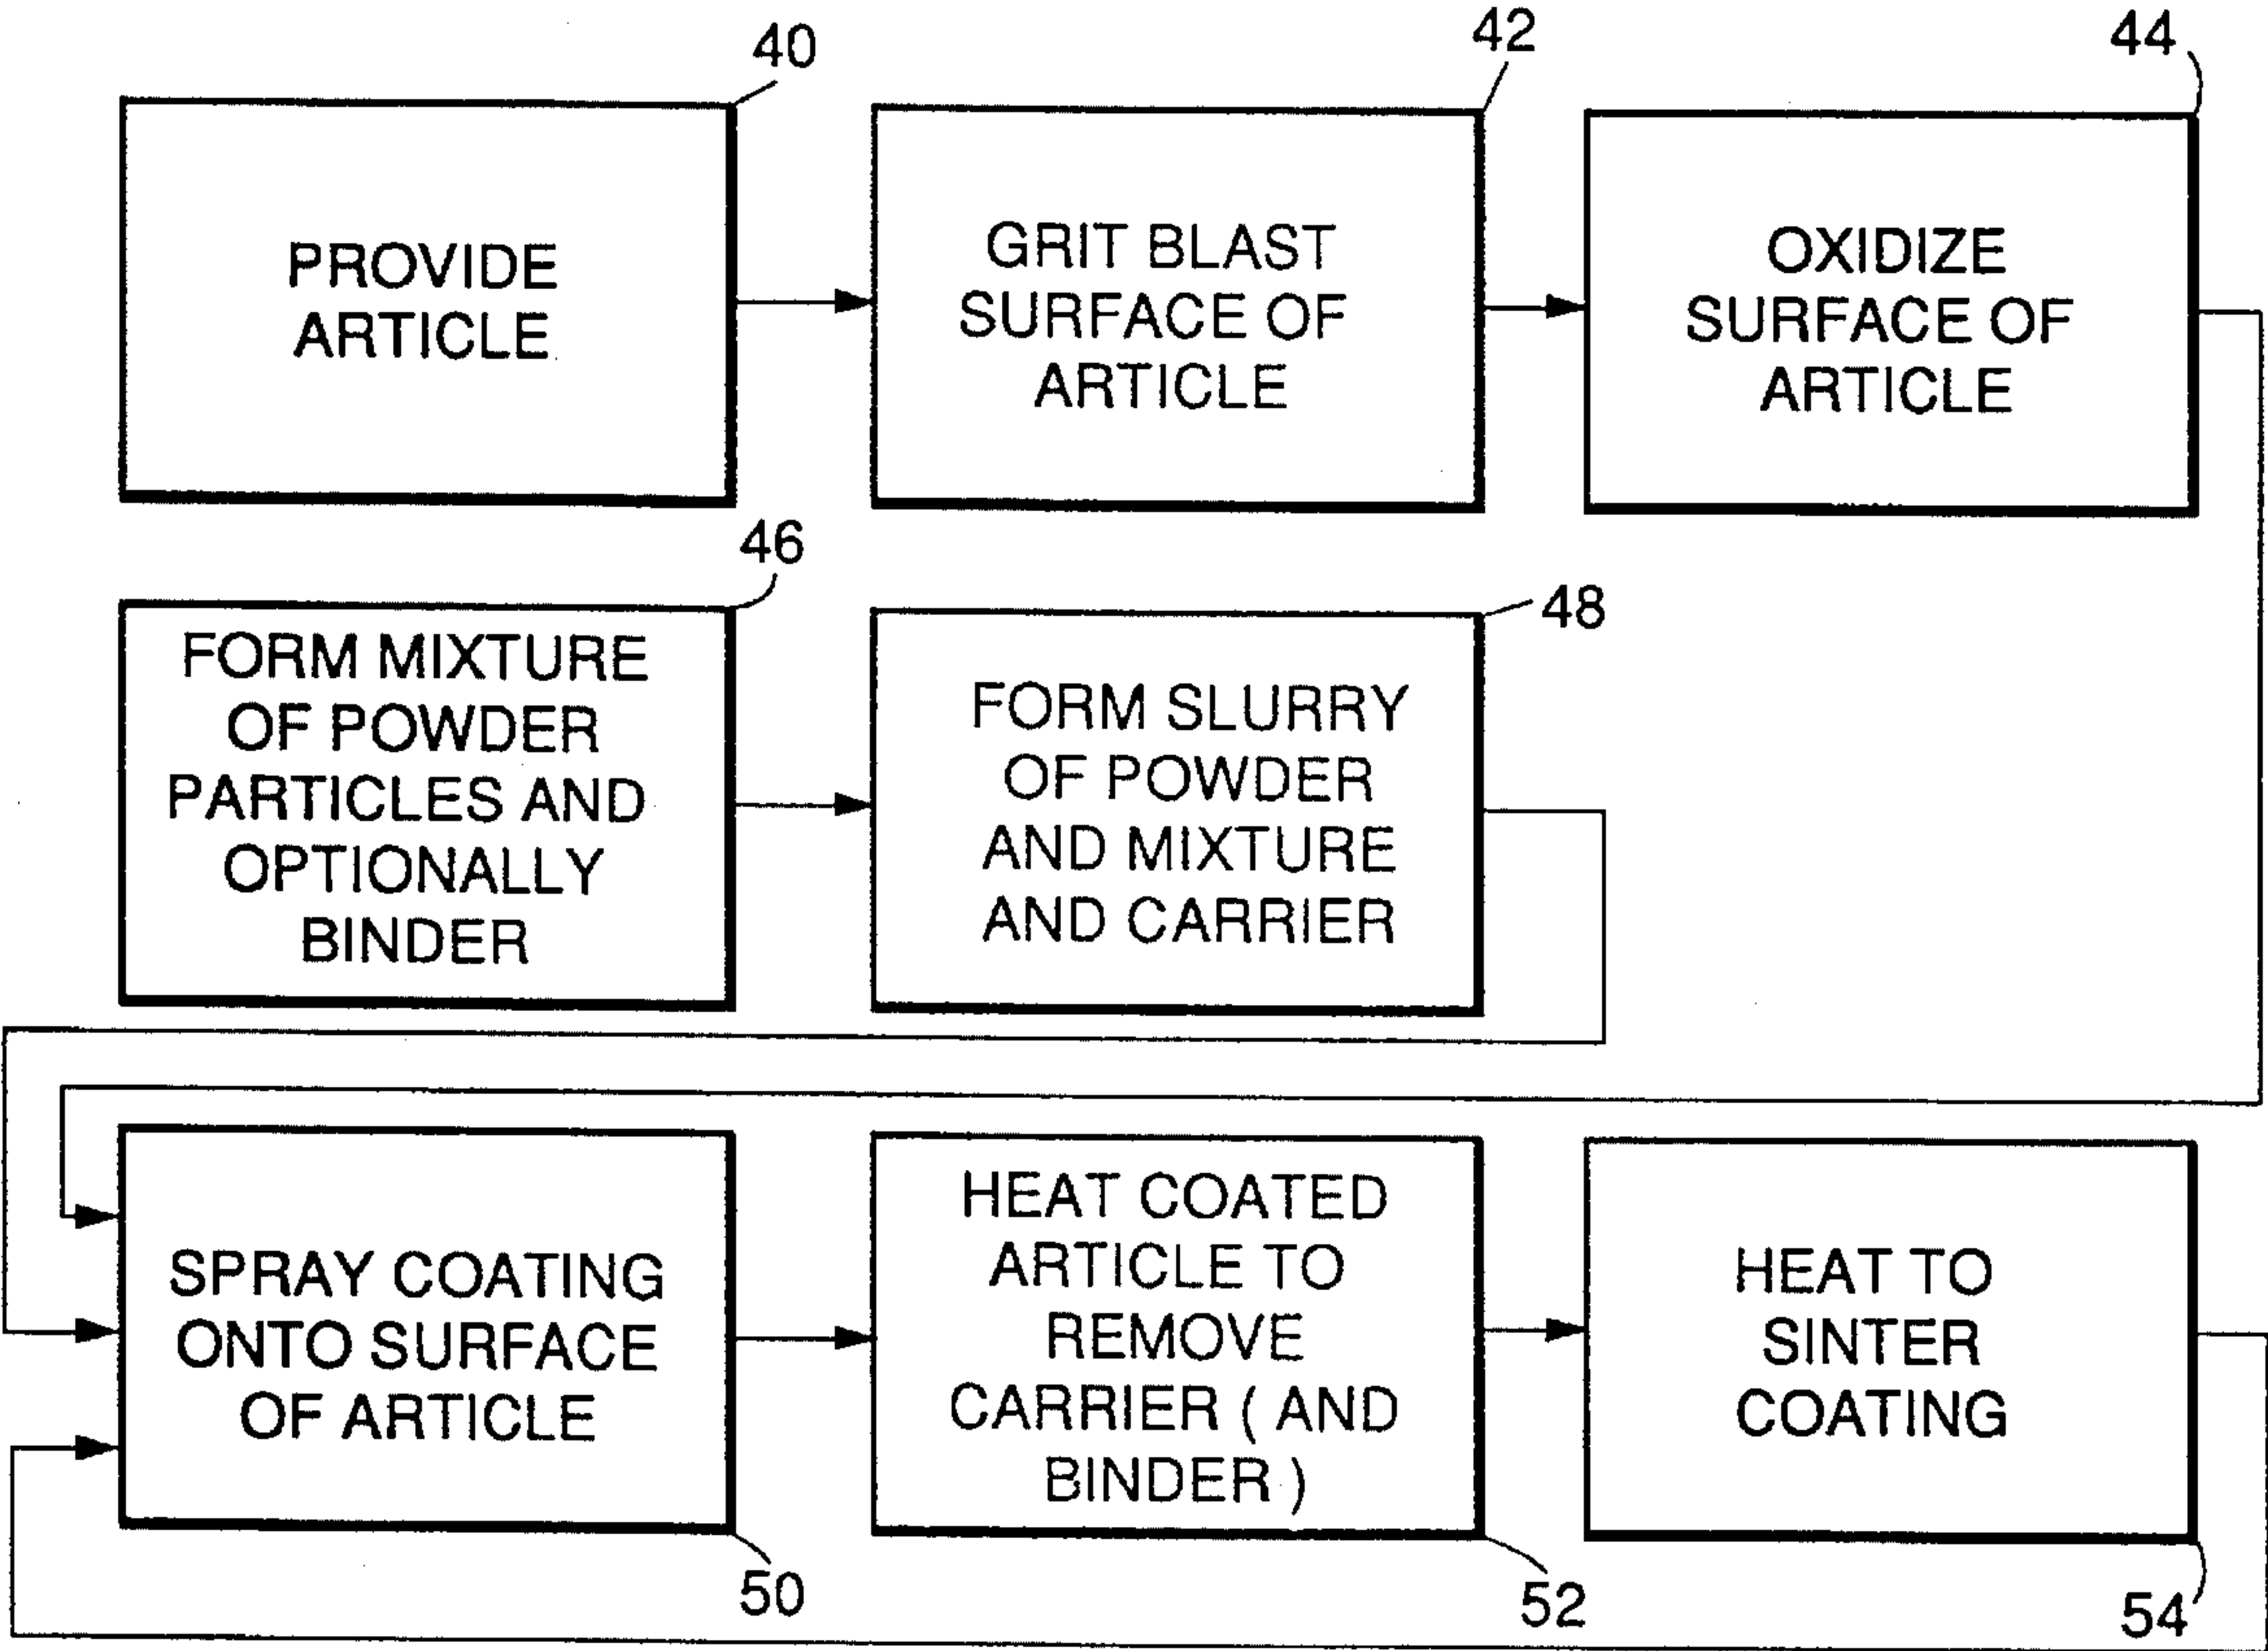 40
PROVIDE
ARTICLE
42
GRIT BLAST
SURFACE OF
ARTICLE
44
OXIDIZE
SURFACE OF
ARTICLE
46
FORM MIXTURE
OF POWDER
PARTICLES AND
OPTIONALLY
BINDER
48
FORM SLURRY
OF POWDER
AND MIXTURE
AND CARRIER
SPRAY COATING
ONTO SURFACE
OF ARTICLE
50
HEAT COATED
ARTICLE TO
REMOVE
CARRIER ( AND
BINDER )
52
HEAT TO
SINTER
COATING
54